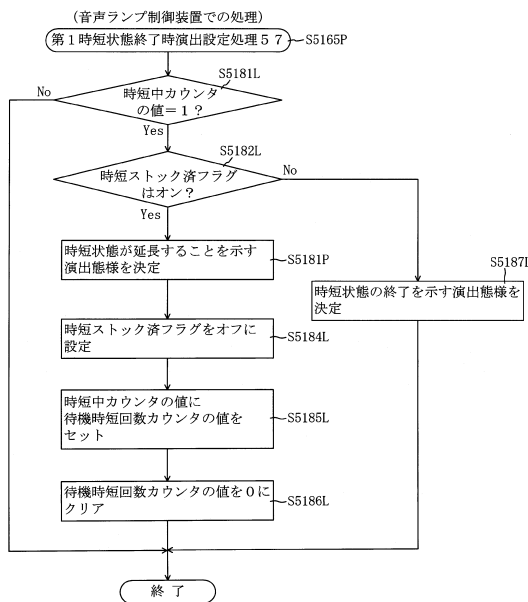 (音声ランプ制御装置での処理)
第1時短状態終了時演出設定処理57
S5165P
S5181L
時短中カウンタ
の値=1?
No
Yes
S5182L
時短ストック済フラグ
はオン?
No
Yes
時短状態が延長することを示す
演出態様を決定
S5181P
S5187L
時短状態の終了を示す演出態様を
決定
時短ストック済フラグをオフに
設定
S5184L
時短中カウンタの値に
待機時短回数カウンタの値を
セット
S5185L
待機時短回数カウンタの値を0に
クリア
S5186L
終了